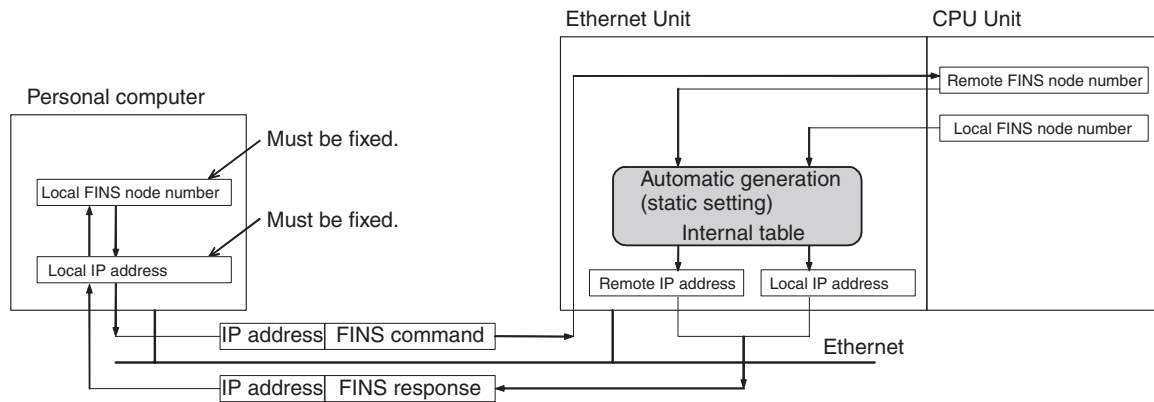 Ethernet Unit
CPU Unit
Personal computer
Remote FINS node number
Must be fixed.
Local FINS node number
Local FINS node number
Automatic generation
(static setting)
Internal table
Must be fixed.
Local IP address
Remote IP address
Local IP address
IP address
FINS command
Ethernet
IP address
FINS response